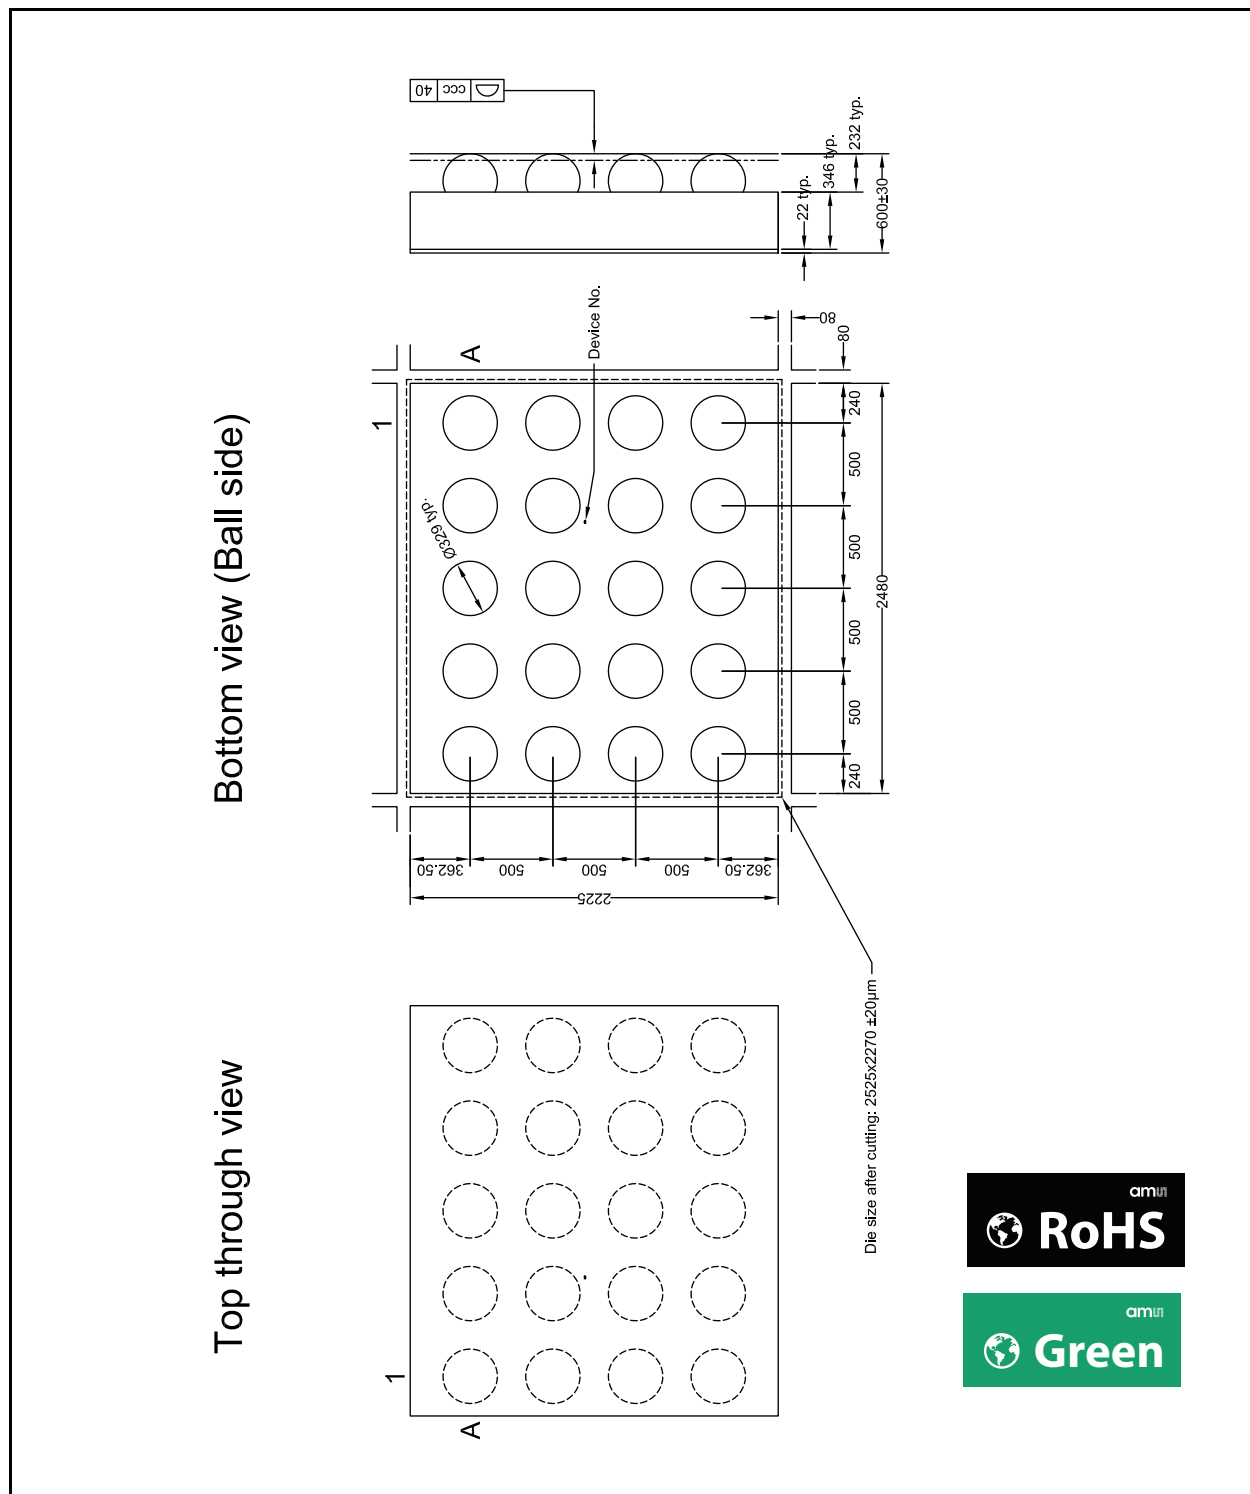 40 ccc
232 typ.
346 typ.
22 typ.
600±30
Device No.
80
80
A
1
Bottom view (Ball side)
Ø329 typ.
240
500
500
500
500
240
2480
362.50
500
500
500
362.50
2225
Die size after cutting: 2525x2270 ±20µm
Top through view
1
A
am
RoHS
am
Green